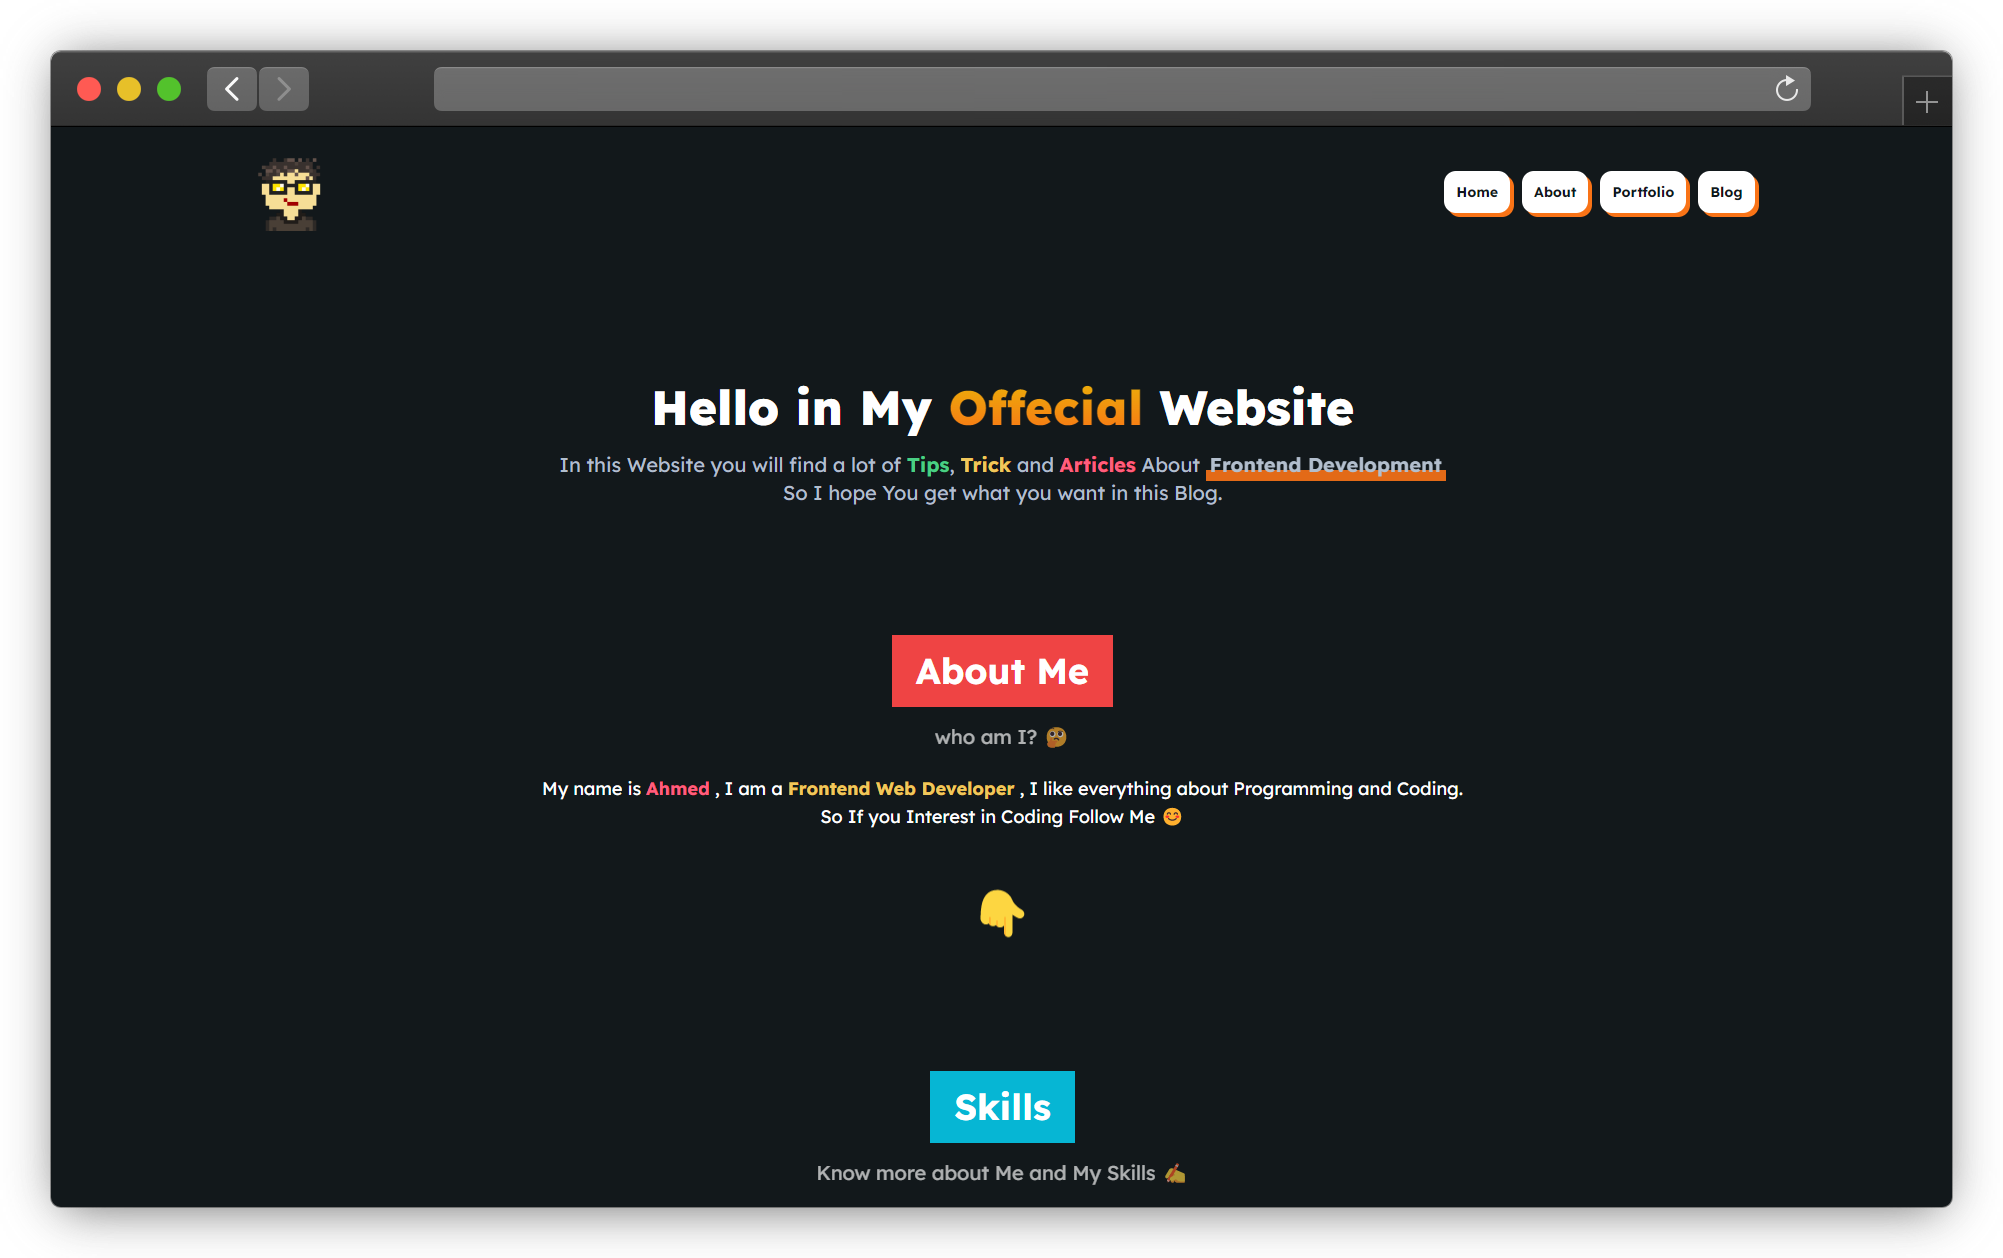 Home About Portfolio Blog
Hello in My Offecial Website
In this Website you will find a lot of Tips, Trick and Articles About Frontend Development
So I hope You get what you want in this Blog.
About Me
who am I? 🤔
My name is Ahmed , I am a Frontend Web Developer , I like everything about Programming and Coding.
So If you Interest in Coding Follow Me 😊
👇
Skills
Know more about Me and My Skills ✍